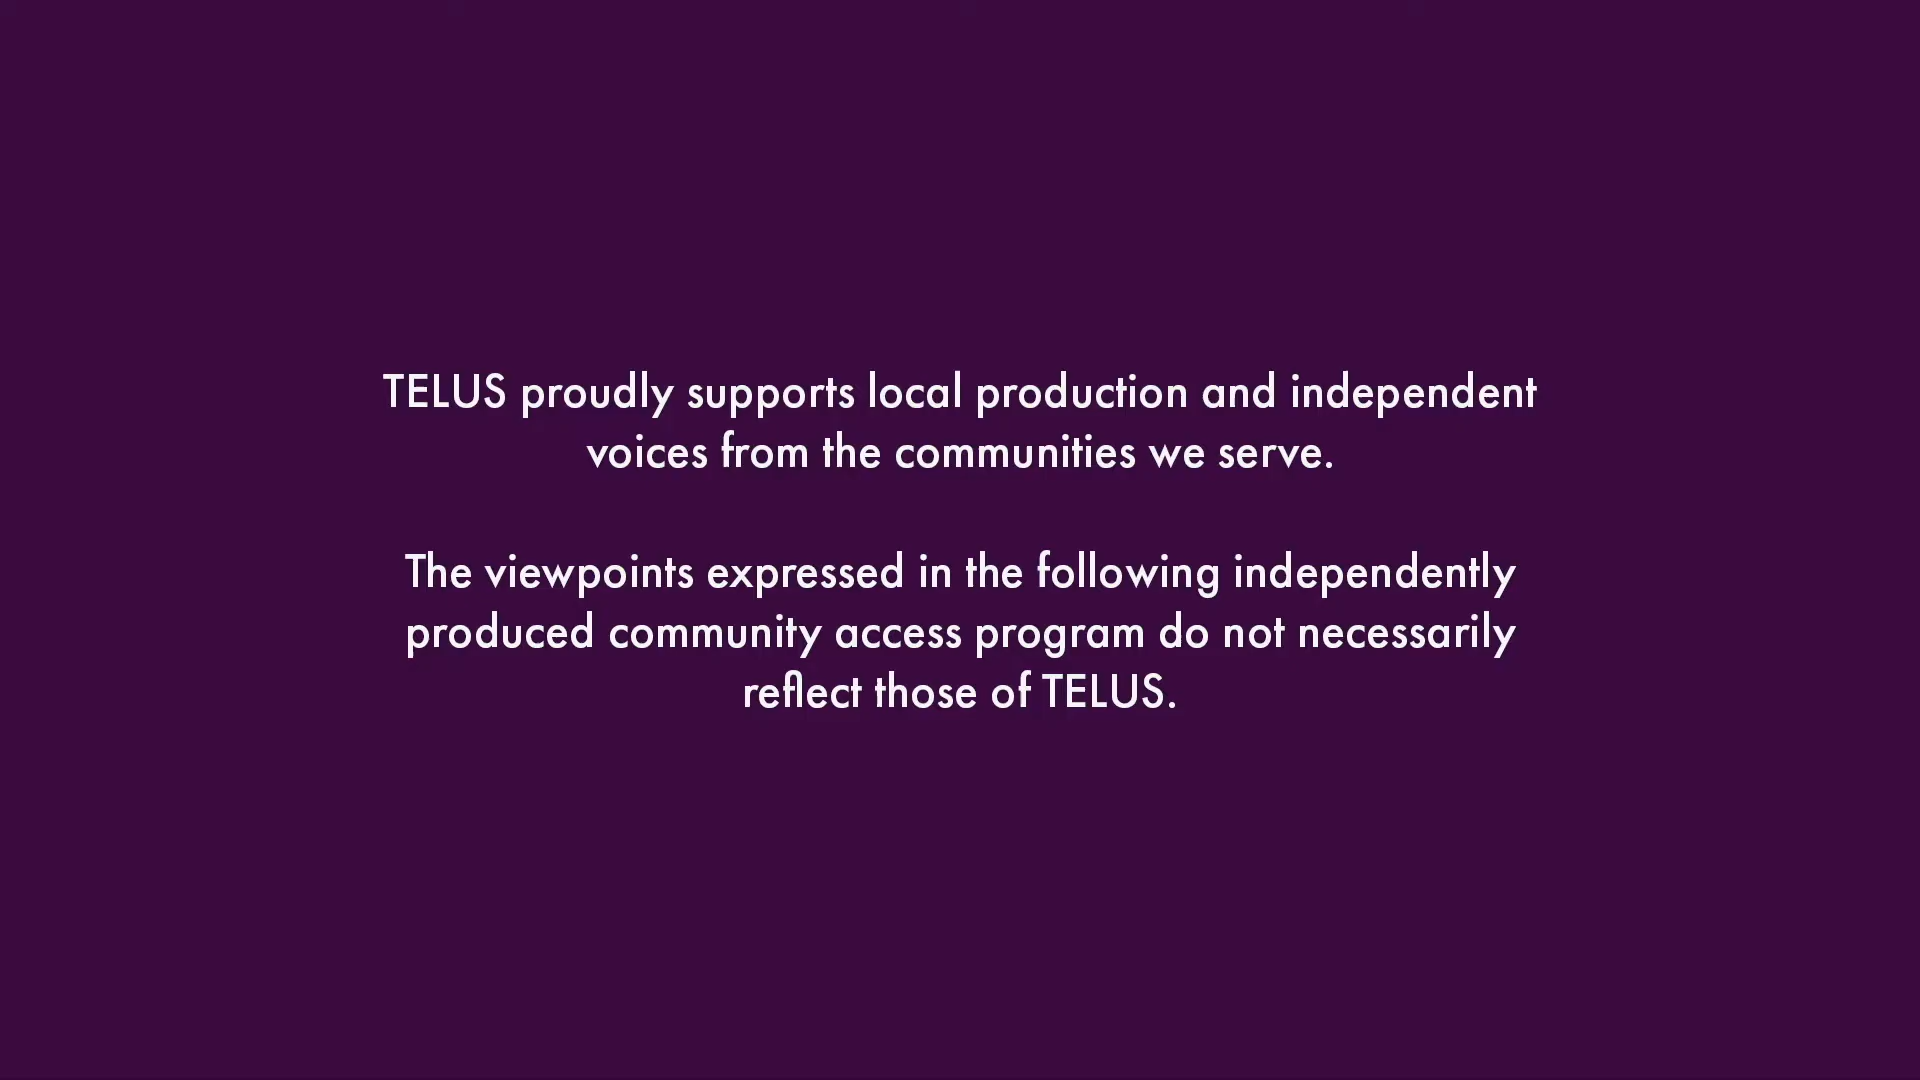 TELUS proudly supports local production and independent
voices from the communities we serve.
The viewpoints expressed in the following independently
produced community access program do not necessarily
reflect those of TELUS.